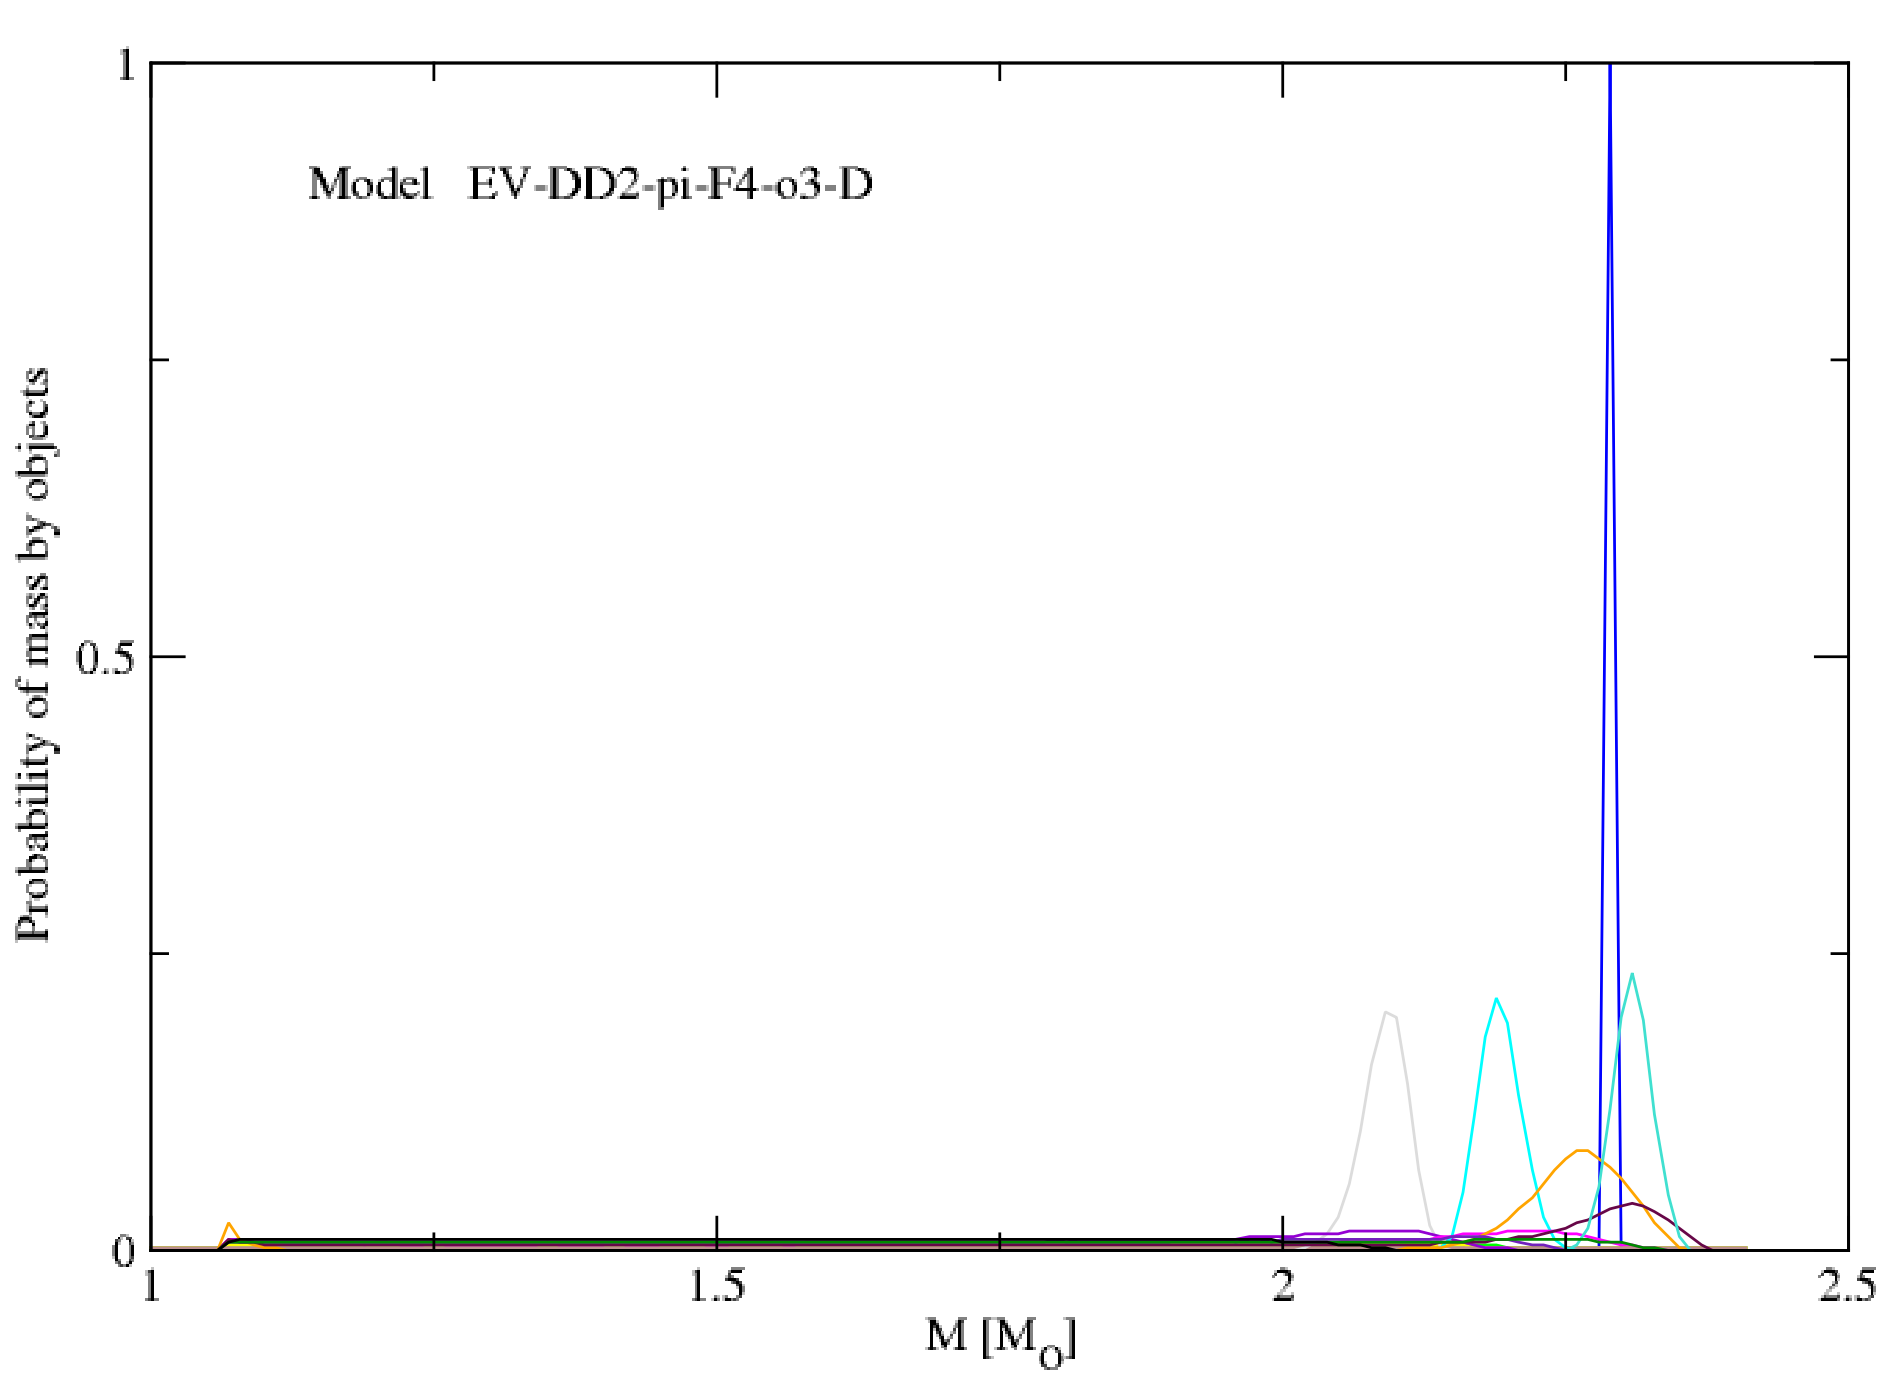 1
Model EV-DD2-pi-F4-o3-D
Probability of mass by objects
0.5
0
1 1.5 2 2.5
M [M_O]